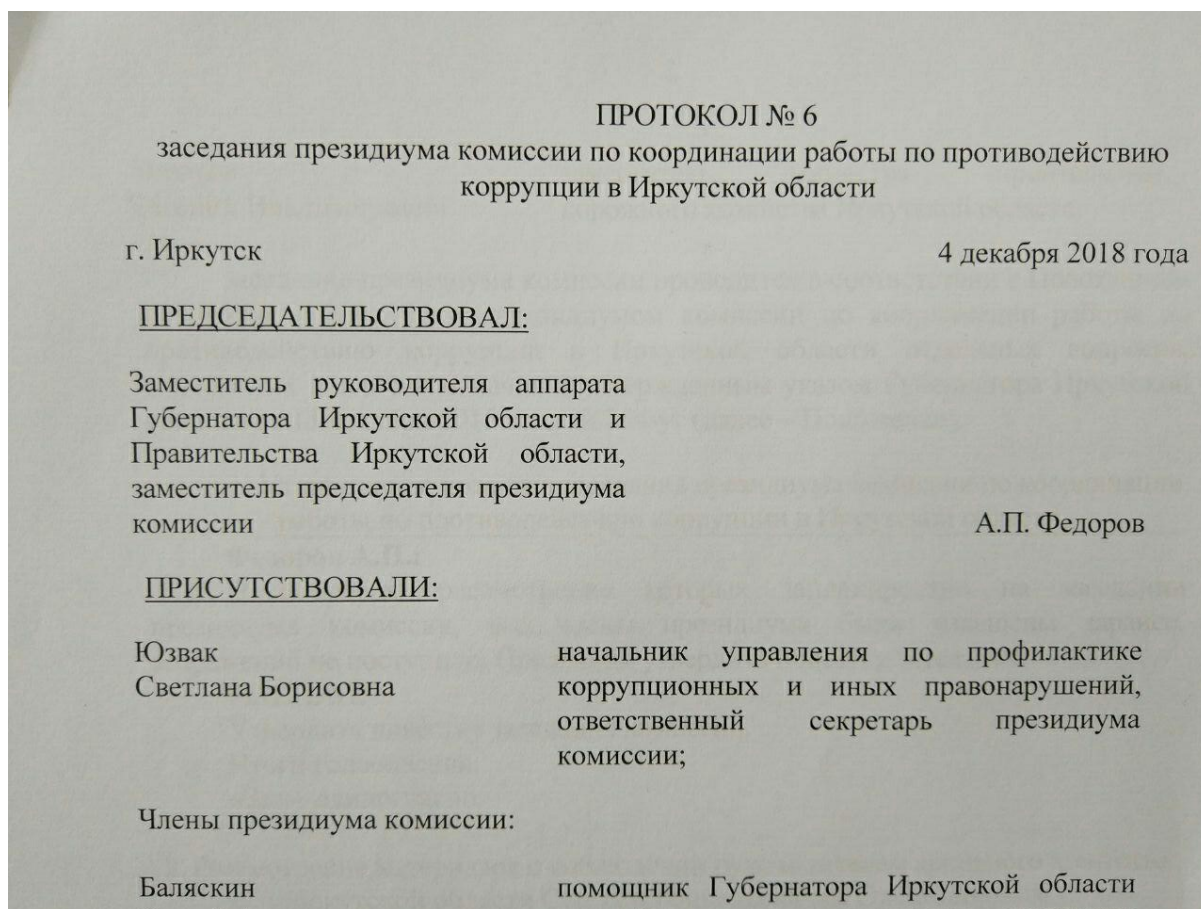 ПРОТОКОЛ № 6
заседания президиума комиссии по координации работы по противодействию
коррупции в Иркутской области
г. Иркутск 4 декабря 2018 года
ПРЕДСЕДАТЕЛЬСТВОВАЛ:
Заместитель руководителя аппарата
Губернатора Иркутской области и
Правительства Иркутской области,
заместитель председателя президиума
комиссии А.П. Федоров
ПРИСУТСТВОВАЛИ:
Юзвак начальник управления по профилактике
Светлана Борисовна коррупционных и иных правонарушений,
ответственный секретарь президиума
комиссии;
Члены президиума комиссии:
Баляскин помощник Губернатора Иркутской области